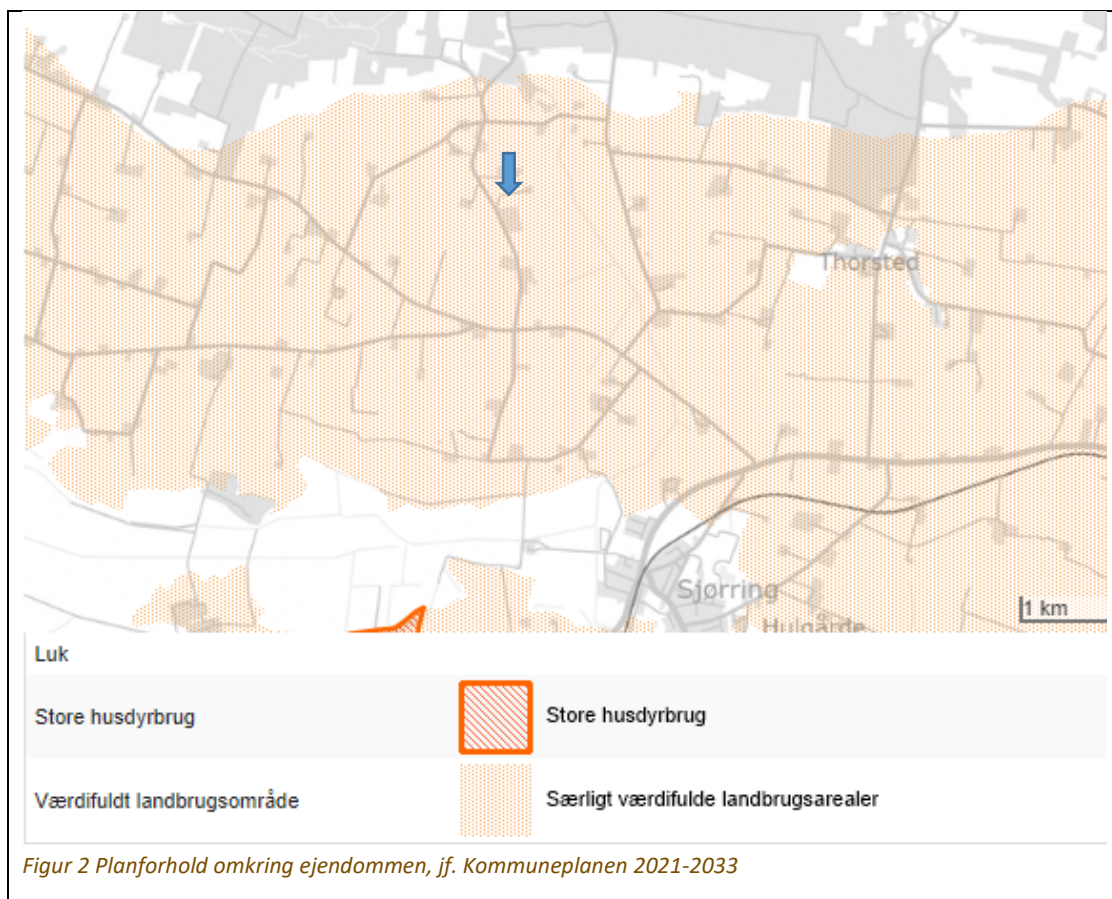 Thorsted
Sjørring
1 km
Hulgårde
Luk
Store husdyrbrug Store husdyrbrug
Værdifuldt landbrugsområde Særligt værdifulde landbrugsarealer
Figur 2 Planforhold omkring ejendommen, jf. Kommuneplanen 2021-2033